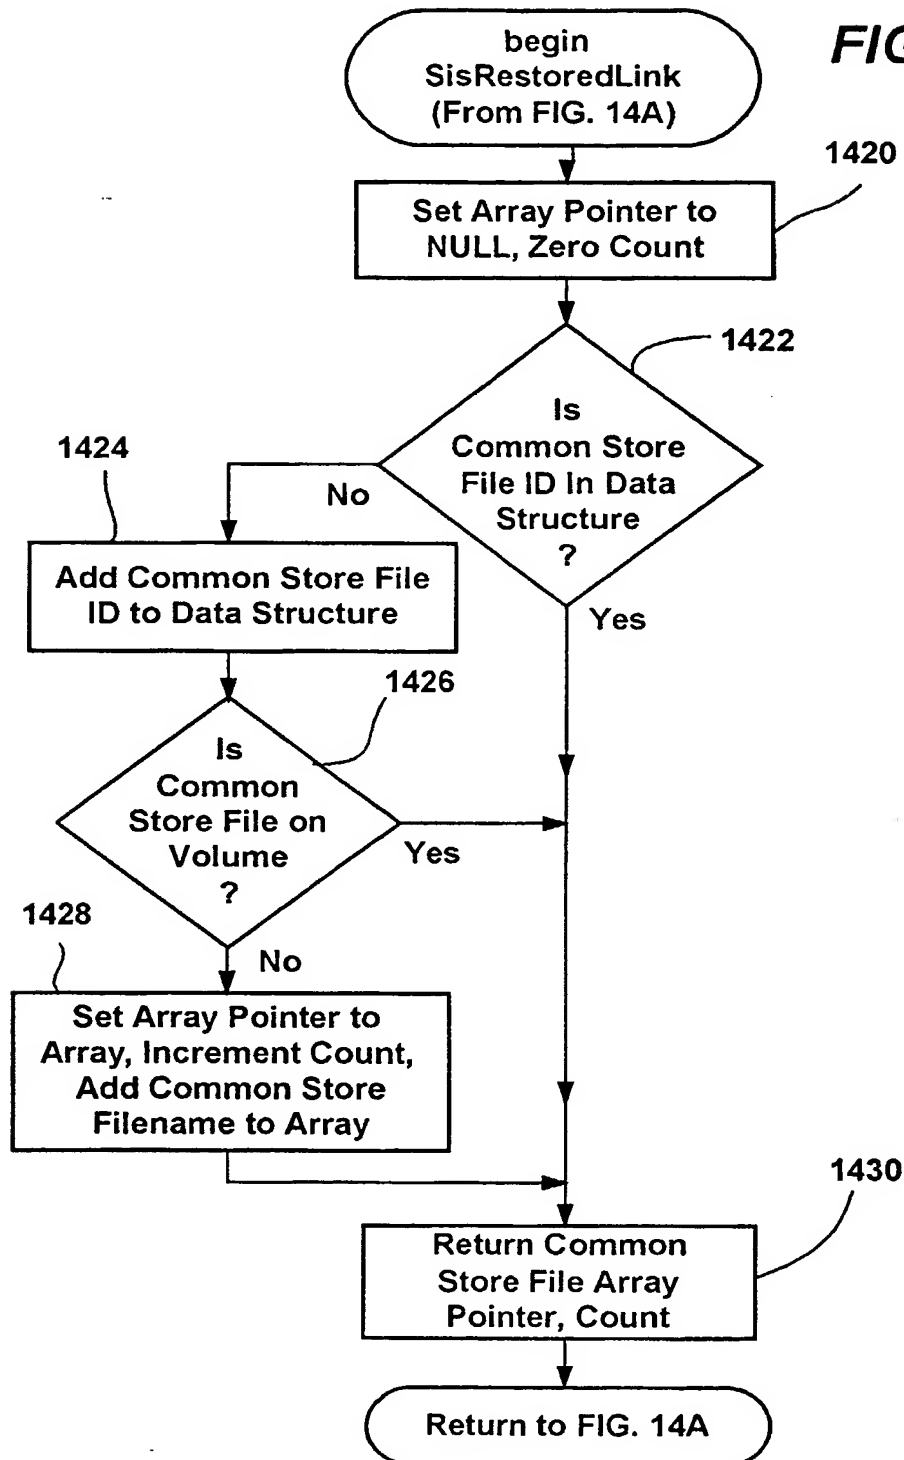 begin
SisRestoredLink
(From FIG. 14A)
FIG
1420
Set Array Pointer to
NULL, Zero Count
1422
Is
Common Store
File ID In Data
Structure
?
No
Yes
1424
Add Common Store File
ID to Data Structure
1426
Is
Common
Store File on
Volume
?
Yes
No
1428
Set Array Pointer to
Array, Increment Count,
Add Common Store
Filename to Array
1430
Return Common
Store File Array
Pointer, Count
Return to FIG. 14A